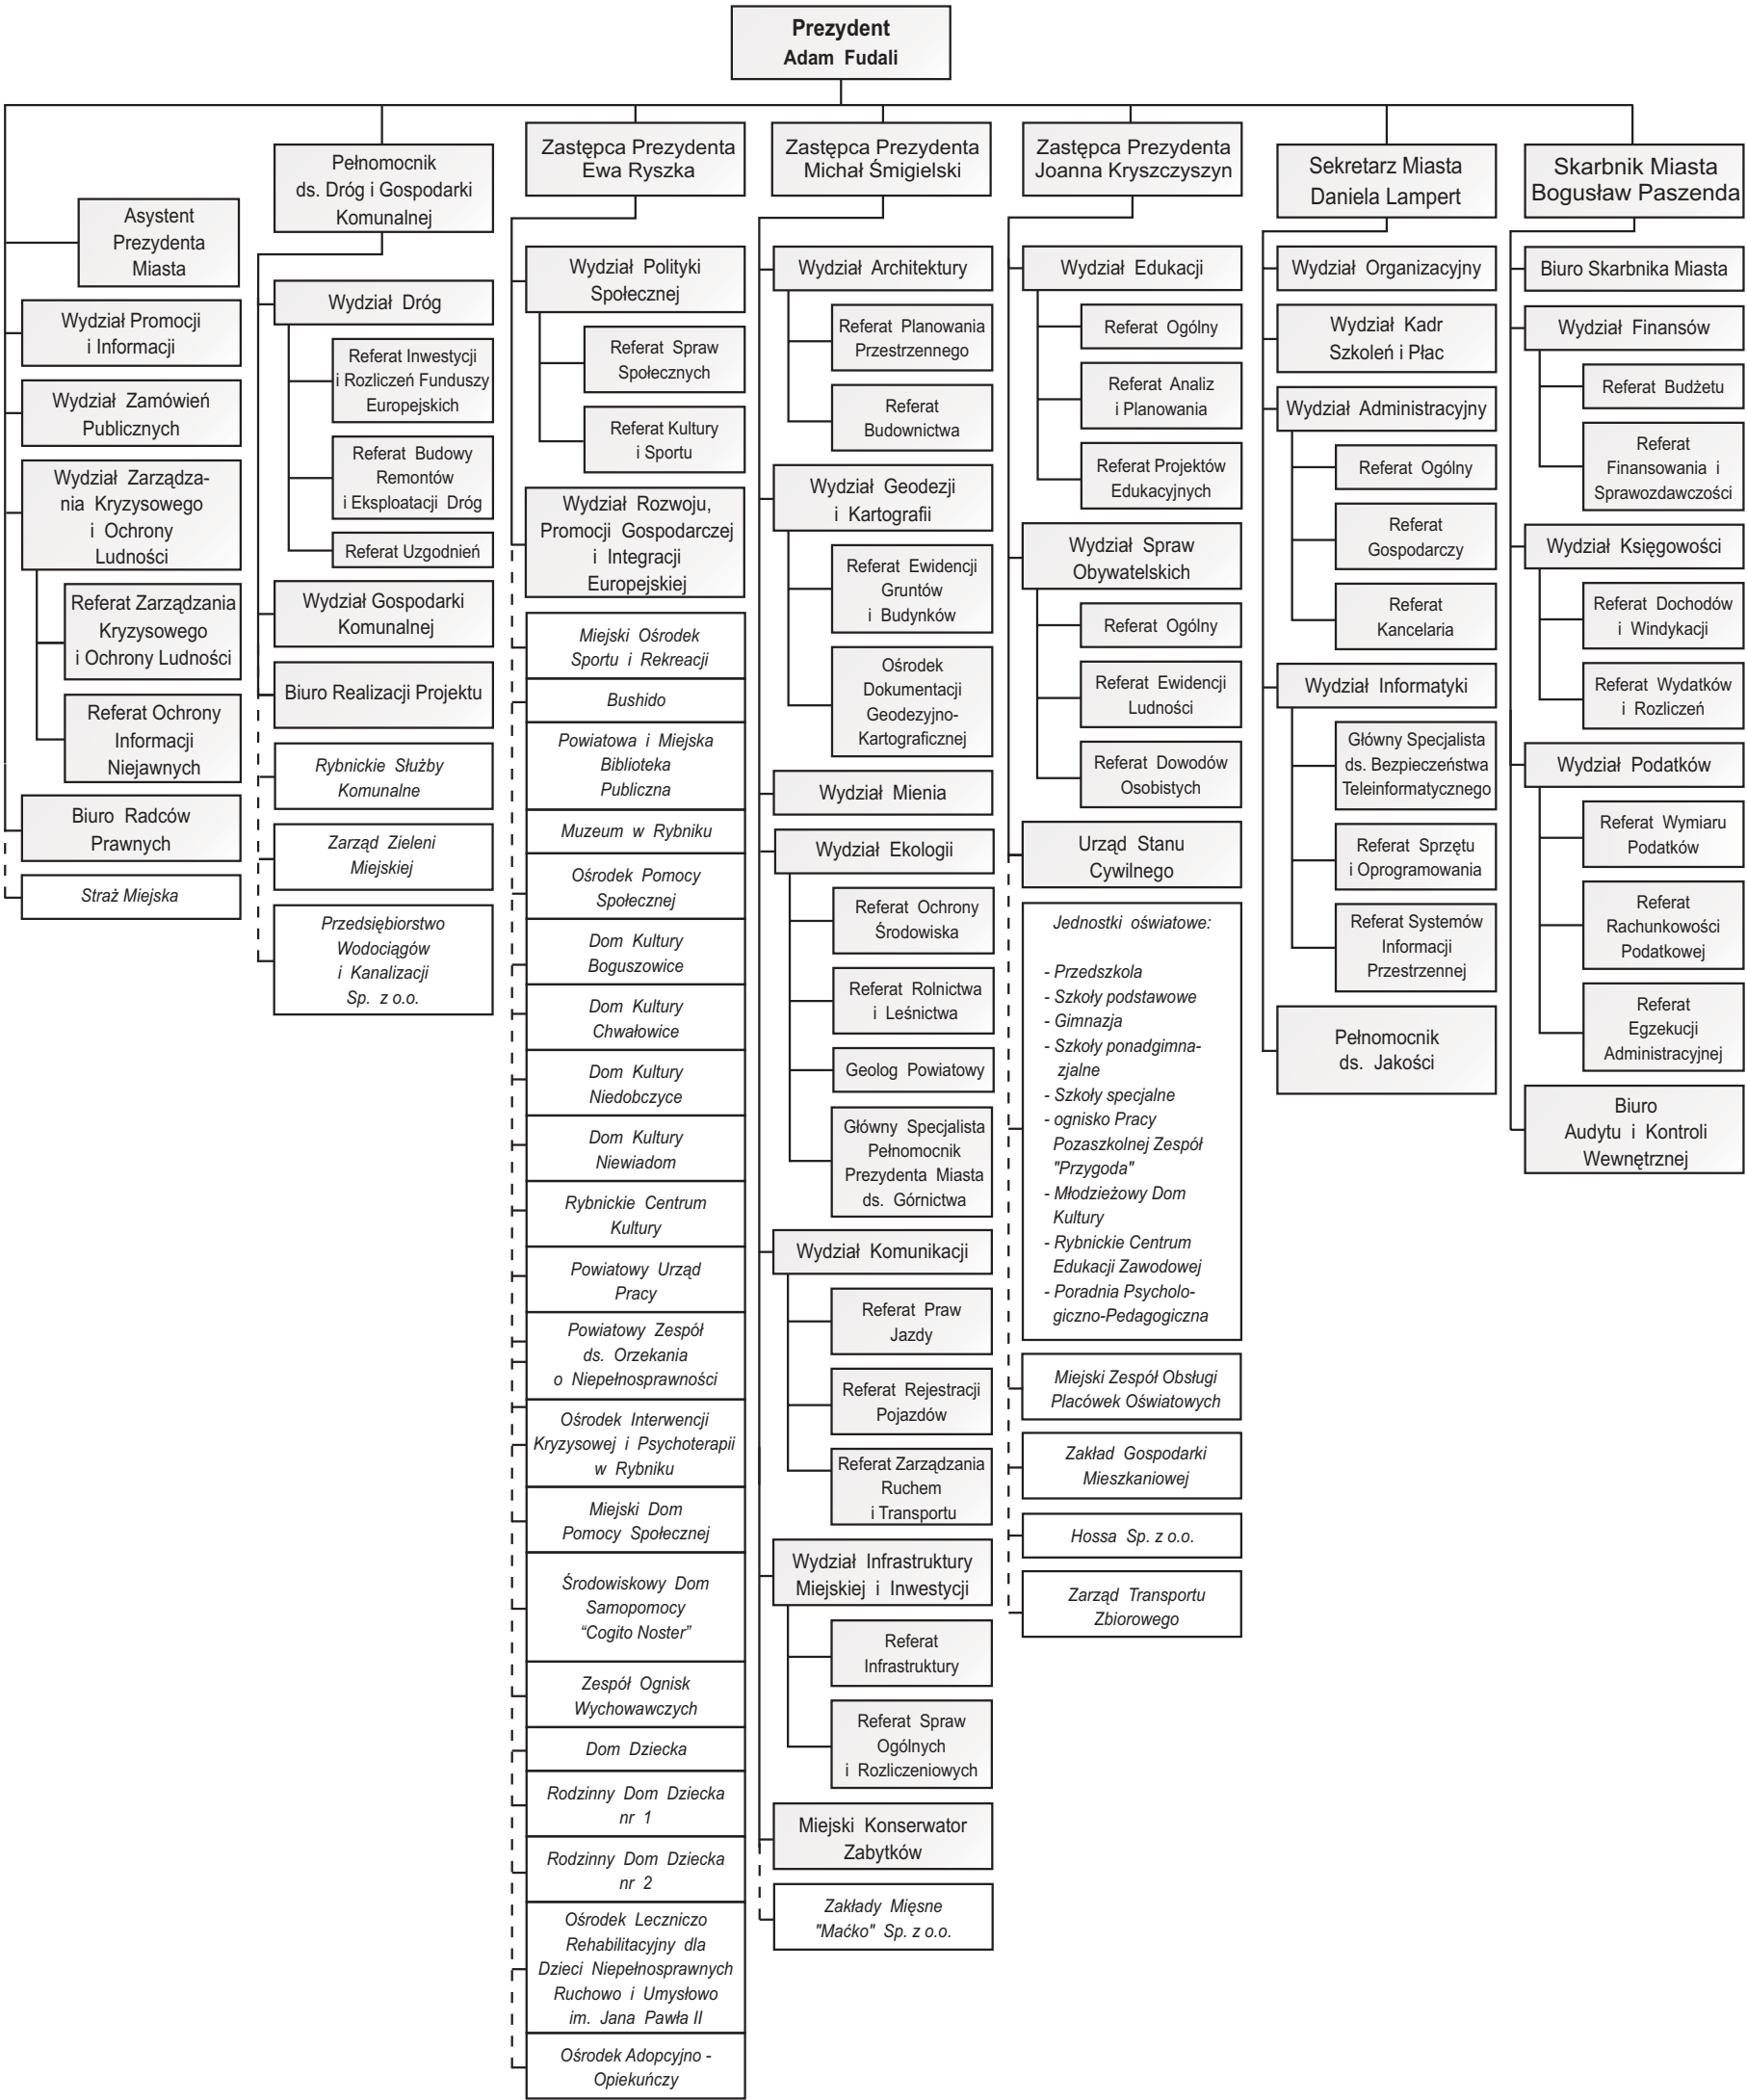 Prezydent
Adam Fudali
Asystent
Prezydenta
Miasta
Wydział Promocji
i Informacji
Wydział Zamówień
Publicznych
Wydział Zarządza-
nia Kryzysowego
i Ochrony
Ludności
Referat Zarządzania
Kryzysowego
i Ochrony Ludności
Referat Ochrony
Informacji
Niejawnych
Biuro Radców
Prawnych
Straż Miejska
Pełnomocnik
ds. Dróg i Gospodarki
Komunalnej
Wydział Dróg
Referat Inwestycji
i Rozliczeń Funduszy
Europejskich
Referat Budowy
Remontów
i Eksploatacji Dróg
Referat Uzgodnień
Wydział Gospodarki
Komunalnej
Biuro Realizacji Projektu
Rybnickie Służby
Komunalne
Zarząd Zieleni
Miejskiej
Przedsiębiorstwo
Wodociągów
i Kanalizacji
Sp. z o.o.
Zastępca Prezydenta
Ewa Ryszka
Wydział Polityki
Społecznej
Referat Spraw
Społecznych
Referat Kultury
i Sportu
Wydział Rozwoju,
Promocji Gospodarczej
i Integracji
Europejskiej
Miejski Ośrodek
Sportu i Rekreacji
Bushido
Powiatowa i Miejska
Biblioteka
Publiczna
Muzeum w Rybniku
Ośrodek Pomocy
Społecznej
Dom Kultury
Boguszowice
Dom Kultury
Chwałowice
Dom Kultury
Niedobczyce
Dom Kultury
Niewiadom
Rybnickie Centrum
Kultury
Powiatowy Urząd
Pracy
Powiatowy Zespół
ds. Orzekania
o Niepełnosprawności
Ośrodek Interwencji
Kryzysowej i Psychoterapii
w Rybniku
Miejski Dom
Pomocy Społecznej
Środowiskowy Dom
Samopomocy
“Cogito Noster”
Zespół Ognisk
Wychowawczych
Dom Dziecka
Rodzinny Dom Dziecka
nr 1
Rodzinny Dom Dziecka
nr 2
Ośrodek Leczniczo
Rehabilitacyjny dla
Dzieci Niepełnosprawnych
Ruchowo i Umysłowo
im. Jana Pawła II
Ośrodek Adopcyjno -
Opiekuńczy
Zastępca Prezydenta
Michał Śmigielski
Wydział Architektury
Referat Planowania
Przestrzennego
Referat
Budownictwa
Wydział Geodezji
i Kartografii
Referat Ewidencji
Gruntów
i Budynków
Ośrodek
Dokumentacji
Geodezyjno-
Kartograficznej
Wydział Mienia
Wydział Ekologii
Referat Ochrony
Środowiska
Referat Rolnictwa
i Leśnictwa
Geolog Powiatowy
Główny Specjalista
Pełnomocnik
Prezydenta Miasta
ds. Górnictwa
Wydział Komunikacji
Referat Praw
Jazdy
Referat Rejestracji
Pojazdów
Referat Zarządzania
Ruchem
i Transportu
Wydział Infrastruktury
Miejskiej i Inwestycji
Referat
Infrastruktury
Referat Spraw
Ogólnych
i Rozliczeniowych
Miejski Konserwator
Zabytków
Zakłady Mięsne
"Maćko" Sp. z o.o.
Zastępca Prezydenta
Joanna Kryszczyszyn
Wydział Edukacji
Referat Ogólny
Referat Analiz
i Planowania
Referat Projektów
Edukacyjnych
Wydział Spraw
Obywatelskich
Referat Ogólny
Referat Ewidencji
Ludności
Referat Dowodów
Osobistych
Urząd Stanu
Cywilnego
Jednostki oświatowe:
- Przedszkola
- Szkoły podstawowe
- Gimnazja
- Szkoły ponadgimna-
zjalne
- Szkoły specjalne
- ognisko Pracy
Pozaszkolnej Zespół
"Przygoda"
- Młodzieżowy Dom
Kultury
- Rybnickie Centrum
Edukacji Zawodowej
- Poradnia Psycholo-
giczno-Pedagogiczna
Miejski Zespół Obsługi
Placówek Oświatowych
Zakład Gospodarki
Mieszkaniowej
Hossa Sp. z o.o.
Zarząd Transportu
Zbiorowego
Sekretarz Miasta
Daniela Lampert
Wydział Organizacyjny
Wydział Kadr
Szkoleń i Płac
Wydział Administracyjny
Referat Ogólny
Referat
Gospodarczy
Referat
Kancelaria
Wydział Informatyki
Główny Specjalista
ds. Bezpieczeństwa
Teleinformatycznego
Referat Sprzętu
i Oprogramowania
Referat Systemów
Informacji
Przestrzennej
Pełnomocnik
ds. Jakości
Skarbnik Miasta
Bogusław Paszenda
Biuro Skarbnika Miasta
Wydział Finansów
Referat Budżetu
Referat
Finansowania i
Sprawozdawczości
Wydział Księgowości
Referat Dochodów
i Windykacji
Referat Wydatków
i Rozliczeń
Wydział Podatków
Referat Wymiaru
Podatków
Referat
Rachunkowości
Podatkowej
Referat
Egzekucji
Administracyjnej
Biuro
Audytu i Kontroli
Wewnętrznej